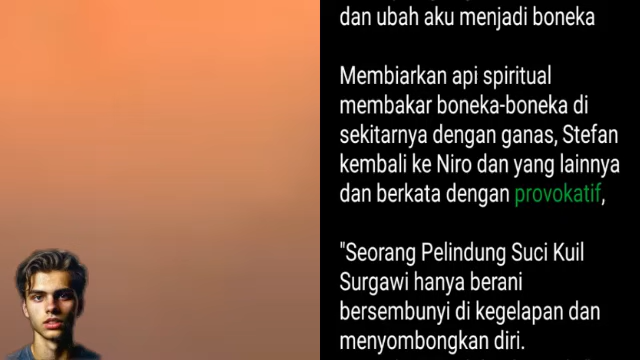 dan ubah aku menjadi boneka
Membiarkan api spiritual
membakar boneka-boneka di
sekitarnya dengan ganas, Stefan
kembali ke Niro dan yang lainnya
dan berkata dengan provokatif,
"Seorang Pelindung Suci Kuil
Surgawi hanya berani
bersembunyi di kegelapan dan
menyombongkan diri.